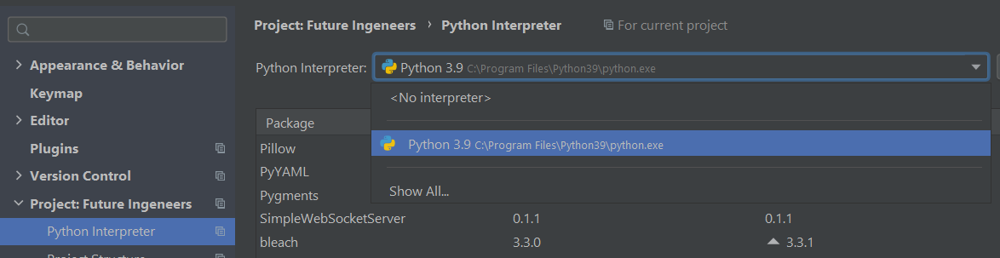 Project: Future Ingeneers › Python Interpreter For current project
Appearance & Behavior
Keymap
Editor
Plugins
Version Control
Project: Future Ingeneers
Python Interpreter
Project Structure
Python Interpreter: Python 3.9 C:\Program Files\Python39\python.exe
<No interpreter>
Python 3.9 C:\Program Files\Python39\python.exe
Show All...
Package
Pillow
PyYAML
Pygments
SimpleWebSocketServer 0.1.1 0.1.1
bleach 3.3.0 3.3.1